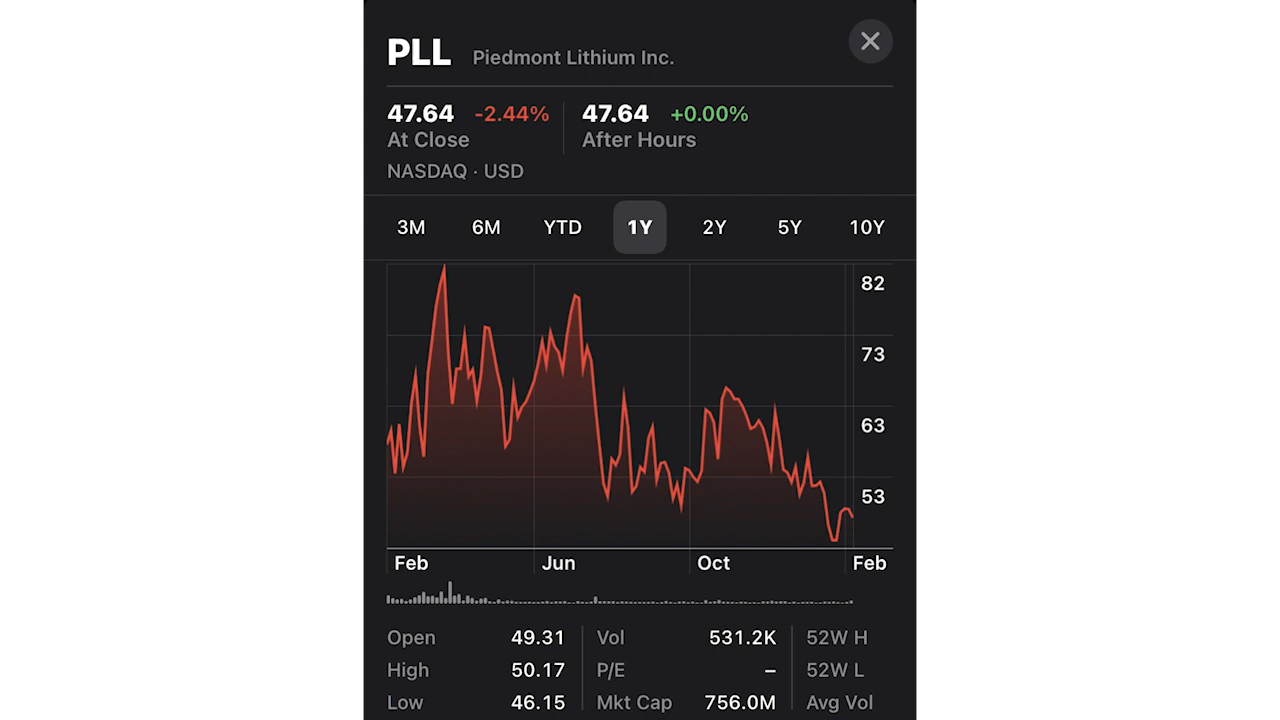 PLL Piedmont Lithium Inc.
47.64 -2.44% 47.64 +0.00%
At Close After Hours
NASDAQ · USD
3M 6M YTD 1Y 2Y 5Y 10Y
82
73
63
53
Feb Jun Oct Feb
Open 49.31 Vol 531.2K 52W H
High 50.17 P/E – 52W L
Low 46.15 Mkt Cap 756.0M Avg Vol